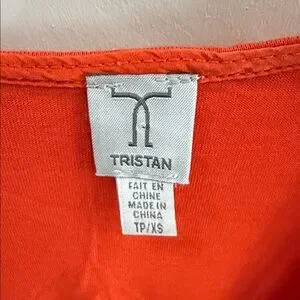 TRISTAN
FAIT EN
CHINE
MADE IN
CHINA
TP/XS